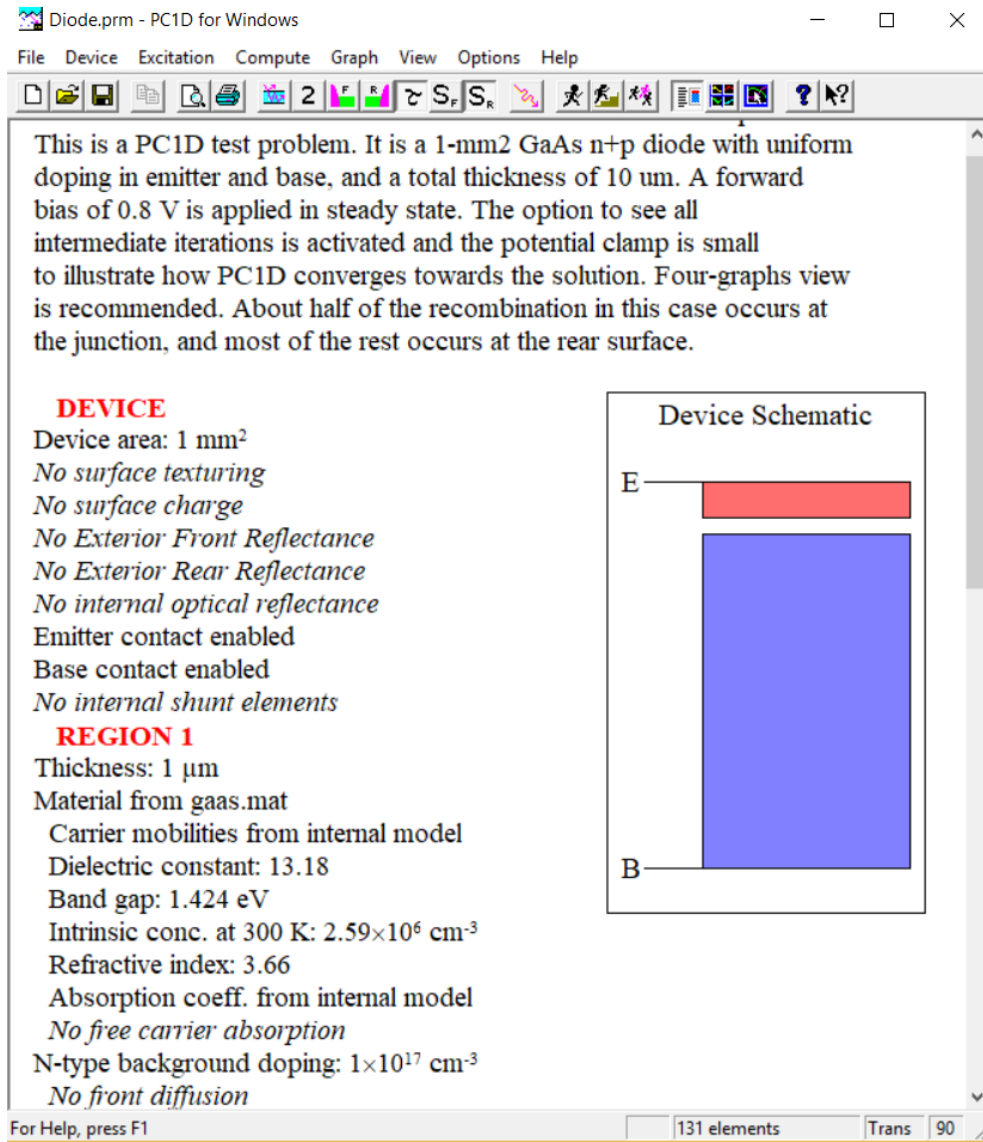 Diode.prm - PC1D for Windows
File Device Excitation Compute Graph View Options Help
2 F R S F S R ? ?
This is a PC1D test problem. It is a 1-mm2 GaAs n+p diode with uniform
doping in emitter and base, and a total thickness of 10 um. A forward
bias of 0.8 V is applied in steady state. The option to see all
intermediate iterations is activated and the potential clamp is small
to illustrate how PC1D converges towards the solution. Four-graphs view
is recommended. About half of the recombination in this case occurs at
the junction, and most of the rest occurs at the rear surface.
DEVICE
Device area: 1 mm²
No surface texturing
No surface charge
No Exterior Front Reflectance
No Exterior Rear Reflectance
No internal optical reflectance
Emitter contact enabled
Base contact enabled
No internal shunt elements
REGION 1
Thickness: 1 µm
Material from gaas.mat
Carrier mobilities from internal model
Dielectric constant: 13.18
Band gap: 1.424 eV
Intrinsic conc. at 300 K: 2.59×10⁶ cm⁻³
Refractive index: 3.66
Absorption coeff. from internal model
No free carrier absorption
N-type background doping: 1×10¹⁷ cm⁻³
No front diffusion
Device Schematic
E
B
For Help, press F1
131 elements
Trans
90